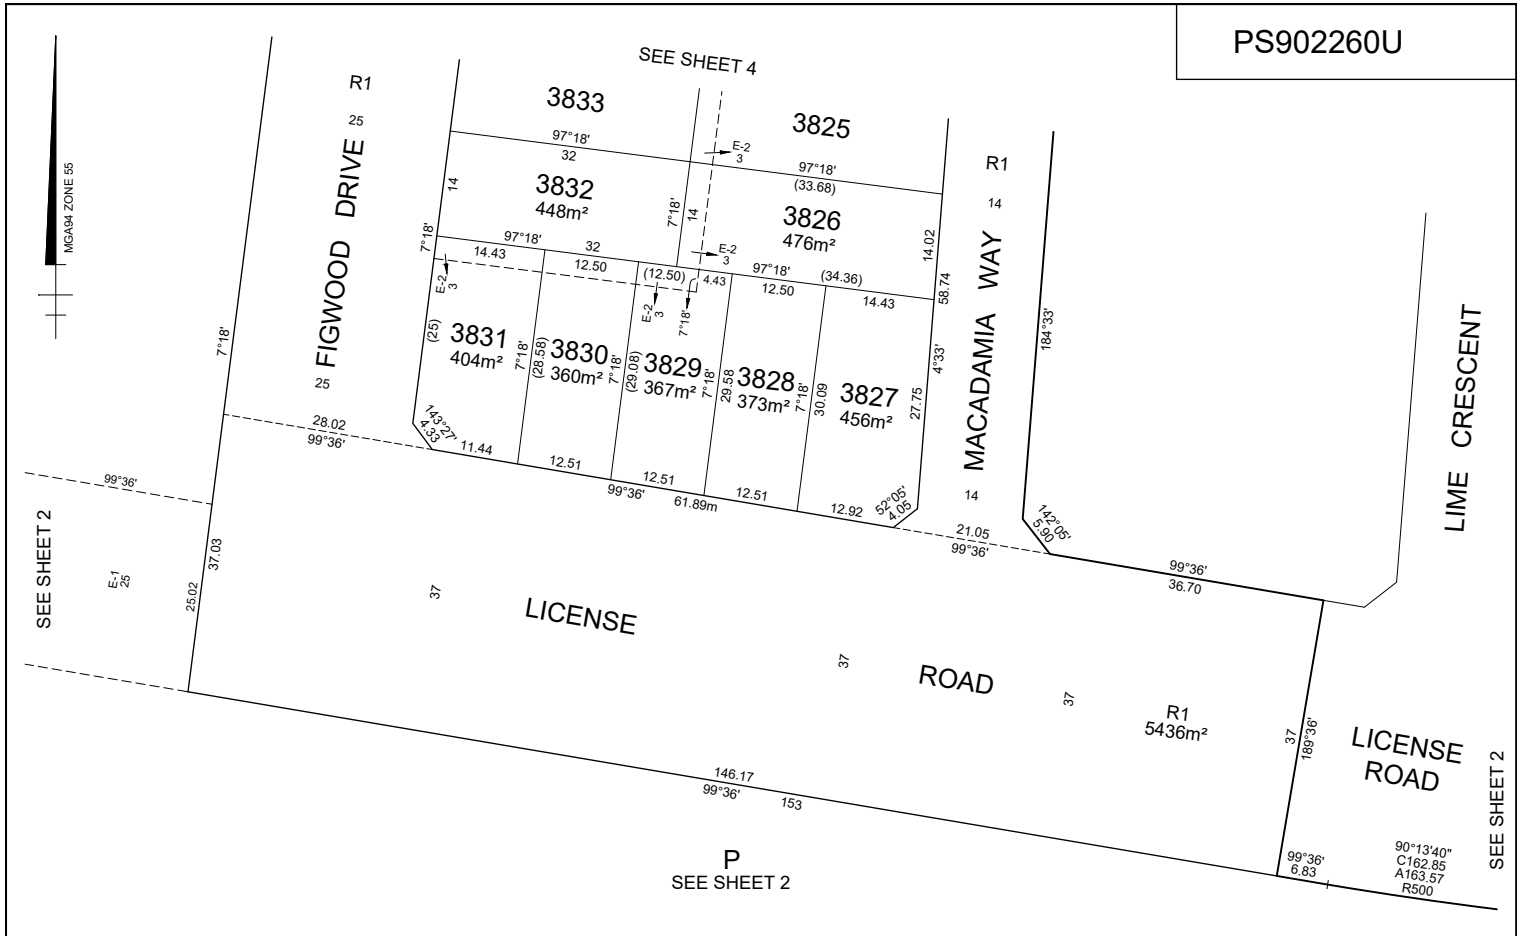 PS902260U
SEE SHEET 4
MGA94 ZONE 55
R1
25
FIGWOOD DRIVE
25
7°18'
3833
97°18'
32
3825
E-2
3
97°18'
(33.68)
R1
14
14
3832
448m²
7°18'
14
3826
476m²
14.02
7°18'
97°18'
32
14.43
12.50
(12.50)
4.43
E-2
3
97°18'
(34.36)
12.50
14.43
58.74
MACADAMIA WAY
184°33'
LIME CRESCENT
E-2
3
E-2
3
7°18'
(25)
3831
404m²
7°18'
(28.58)
3830
360m²
7°18'
(29.08)
3829
367m²
7°18'
29.58
3828
373m²
7°18'
30.09
3827
456m²
27.75
4°33'
28.02
99°36'
143°27'
4.33
11.44
12.51
12.51
99°36'
61.89m
12.51
12.92
52°05'
4.05
14
21.05
99°36'
142°05'
5.90
99°36'
36.70
99°36'
SEE SHEET 2
E-1
25
37.03
25.02
37
LICENSE
37
ROAD
37
R1
5436m²
37
189°36'
LICENSE
ROAD
SEE SHEET 2
146.17
99°36'
153
P
SEE SHEET 2
99°36'
6.83
90°13'40"
C162.85
A163.57
R500